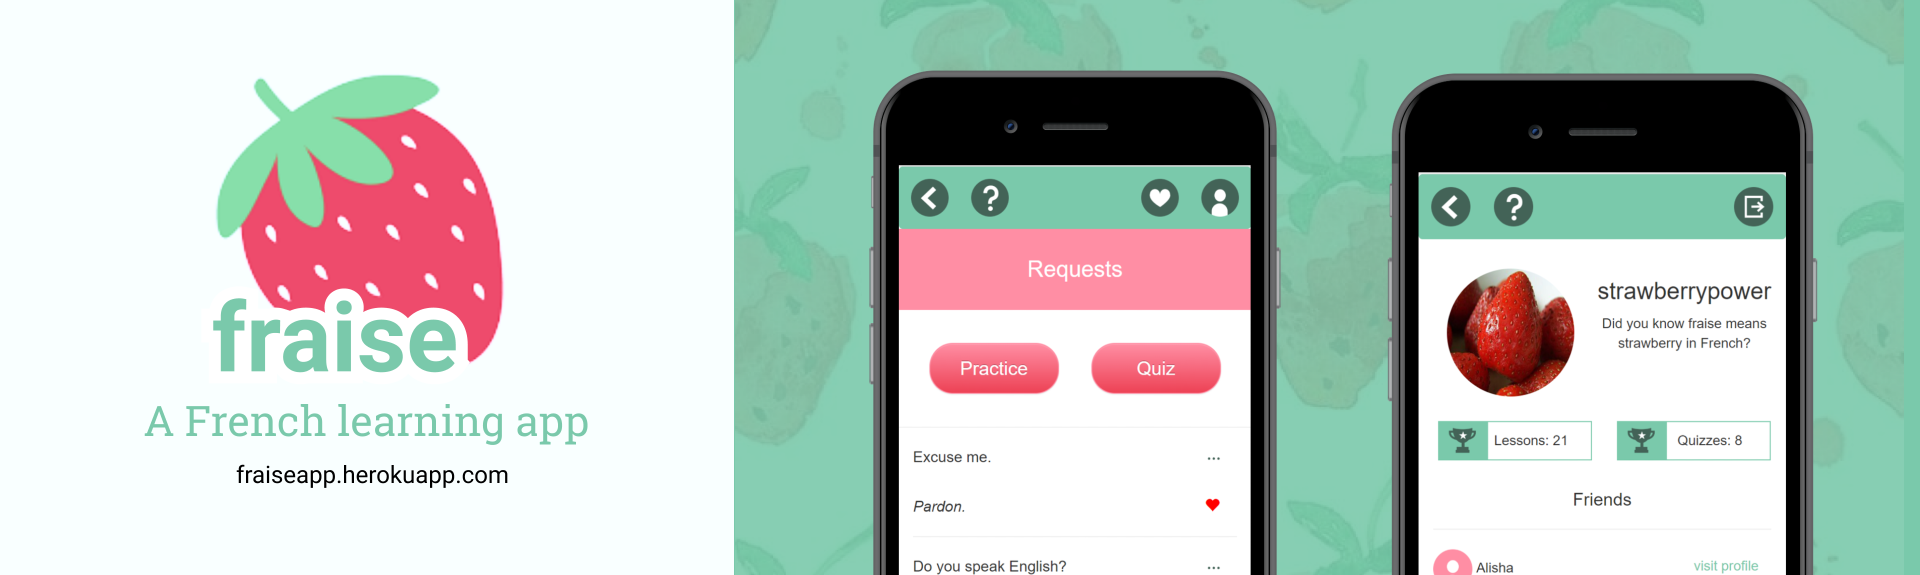 fraise
A French learning app
fraiseapp.herokuapp.com
?
Requests
Practice
Quiz
Excuse me.
...
Pardon.
Do you speak English?
...
?
strawberrypower
Did you know fraise means
strawberry in French?
Lessons: 21
Quizzes: 8
Friends
Alisha
visit profile